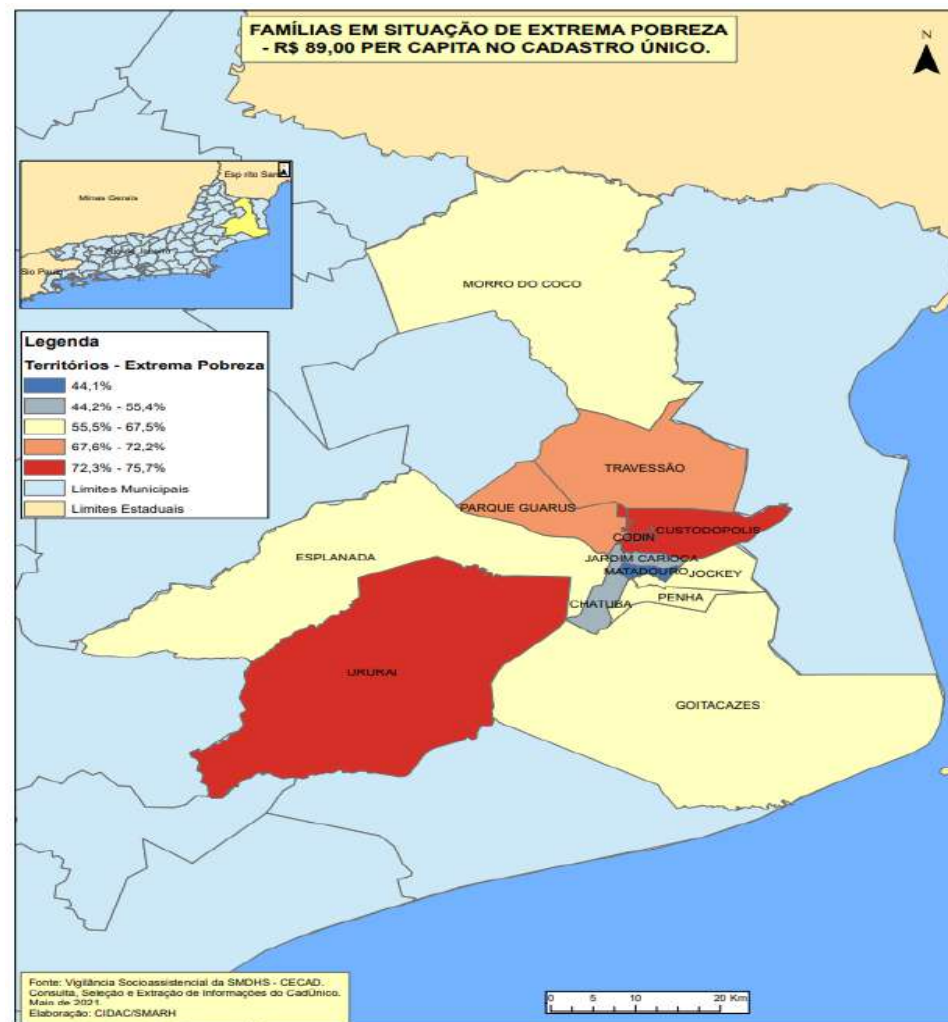 FAMÍLIAS EM SITUAÇÃO DE EXTREMA POBREZA
- R$ 89,00 PER CAPITA NO CADASTRO ÚNICO.
N
Minas Gerais
São Paulo
MORRO DO COCO
Legenda
Territórios - Extrema Pobreza
44,1%
44,2% - 55,4%
55,5% - 67,5%
67,6% - 72,2%
72,3% - 75,7%
Limites Municipais
Limites Estaduais
TRAVESSÃO
PARQUE GUARUS
CUSTODOPOLIS
CODIN
ESPLANADA
JARDIM CARIOCA
MATADOURO
JOCKEY
CHATUBA
PENHA
URURAI
GOITACAZES
Fonte: Vigilância Socioassistencial da SMDHS - CECAD.
Consulta, Seleção e Extração de Informações do CadÚnico.
Maio de 2021.
Elaboração: CIDAC/SMARH
0 5 10 20 Km